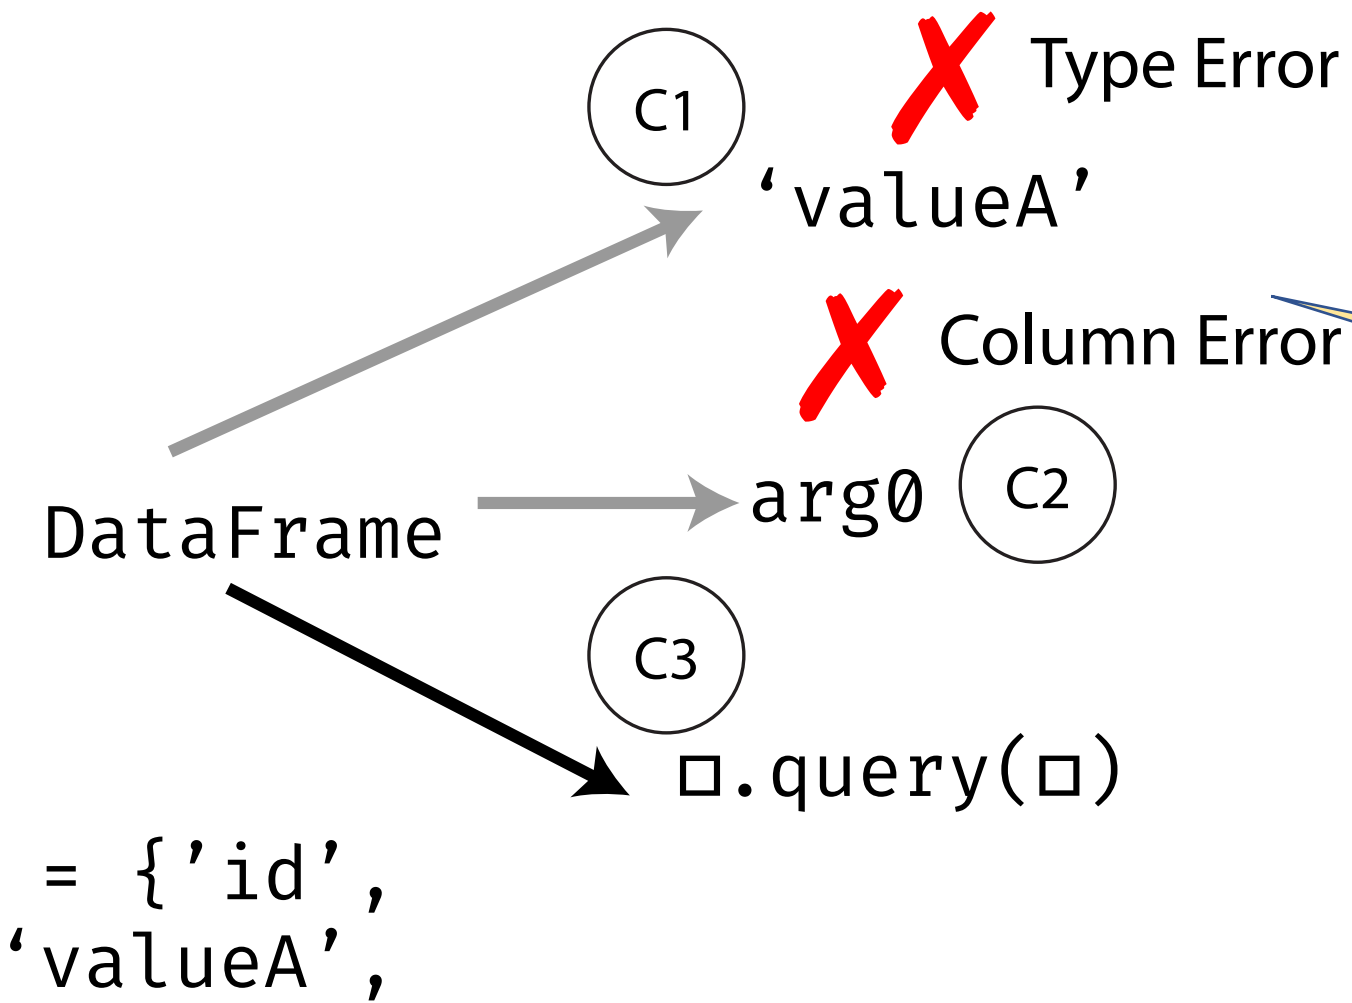 C1
Type Error
‘valueA’
Column Error
DataFrame
arg0
C2
C3
□.query(□)
= {’id’,
‘valueA’,